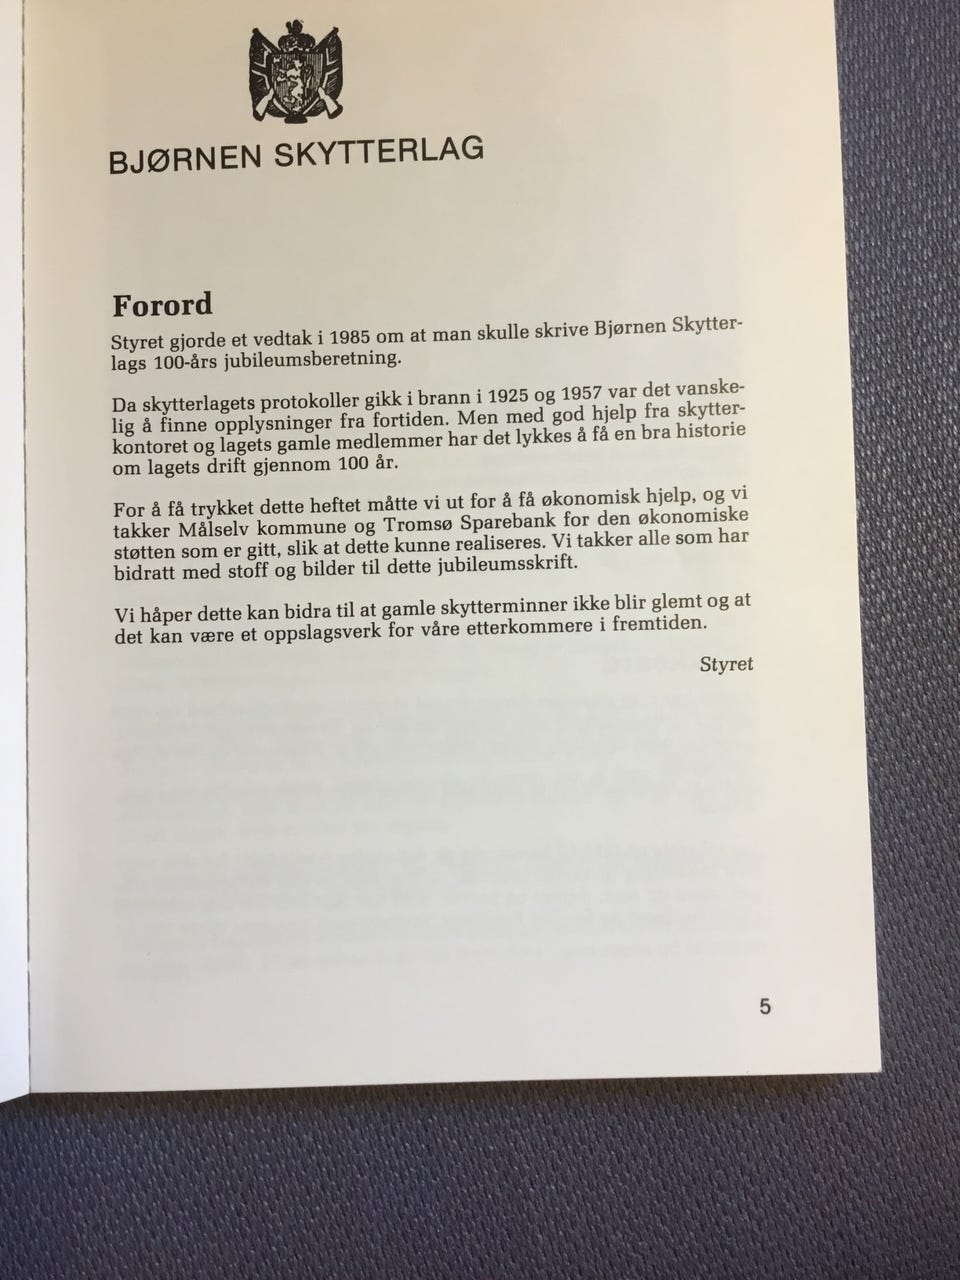 BJØRNEN SKYTTERLAG
Forord
Styret gjorde et vedtak i 1985 om at man skulle skrive Bjørnen Skytter-
lags 100-års jubileumsberetning.
Da skytterlagets protokoller gikk i brann i 1925 og 1957 var det vanske-
lig å finne opplysninger fra fortiden. Men med god hjelp fra skytter-
kontoret og lagets gamle medlemmer har det lykkes å få en bra historie
om lagets drift gjennom 100 år.
For å få trykket dette heftet måtte vi ut for å få økonomisk hjelp, og vi
takker Målselv kommune og Tromsø Sparebank for den økonomiske
støtten som er gitt, slik at dette kunne realiseres. Vi takker alle som har
bidratt med stoff og bilder til dette jubileumsskrift.
Vi håper dette kan bidra til at gamle skytterminner ikke blir glemt og at
det kan være et oppslagsverk for våre etterkommere i fremtiden.
Styret
5